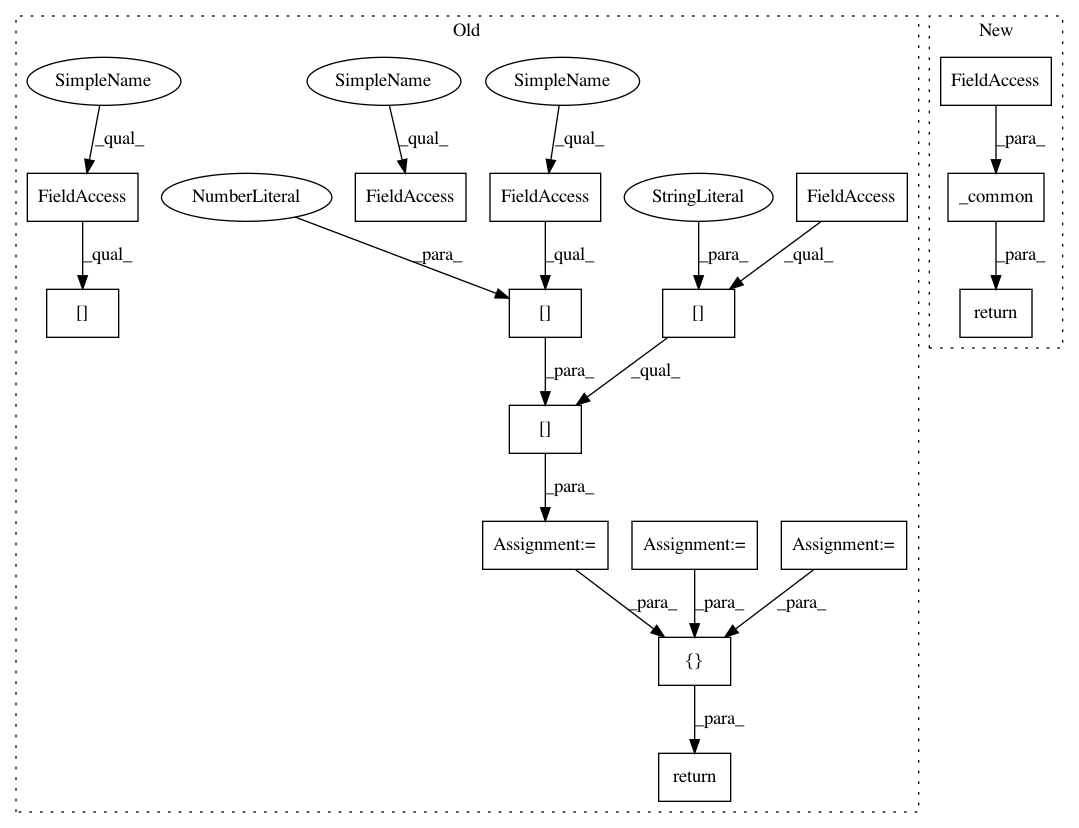 Old
New
SimpleName
SimpleName
SimpleName
FieldAccess
_qual_
_qual_
_qual_
_para_
FieldAccess
NumberLiteral
FieldAccess
FieldAccess
StringLiteral
FieldAccess
_common
_qual_
_para_
_qual_
_para_
_qual_
_para_
[]
[]
[]
return
_para_
_qual_
[]
_para_
Assignment:=
Assignment:=
Assignment:=
_para_
_para_
_para_
{}
_para_
return